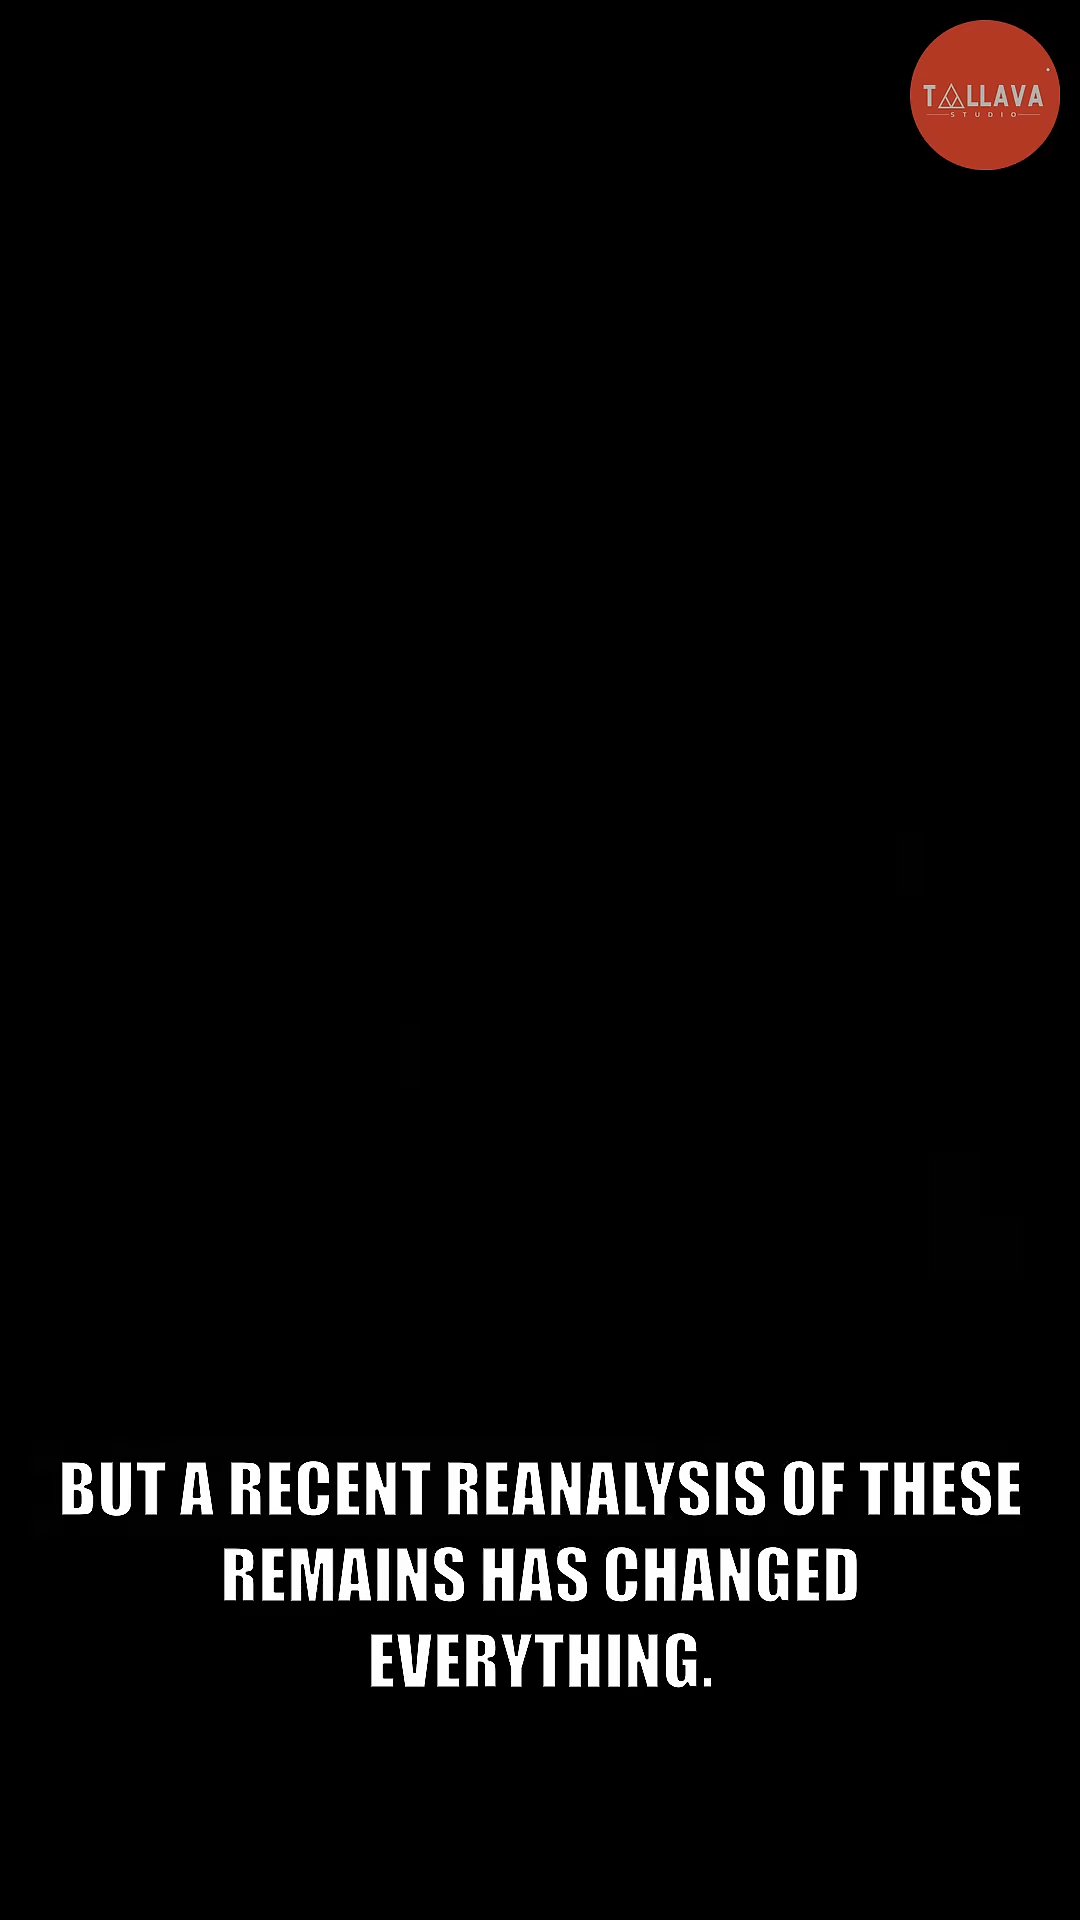 TALLAVA
STUDIO
BUT A RECENT REANALYSIS OF THESE
REMAINS HAS CHANGED
EVERYTHING.